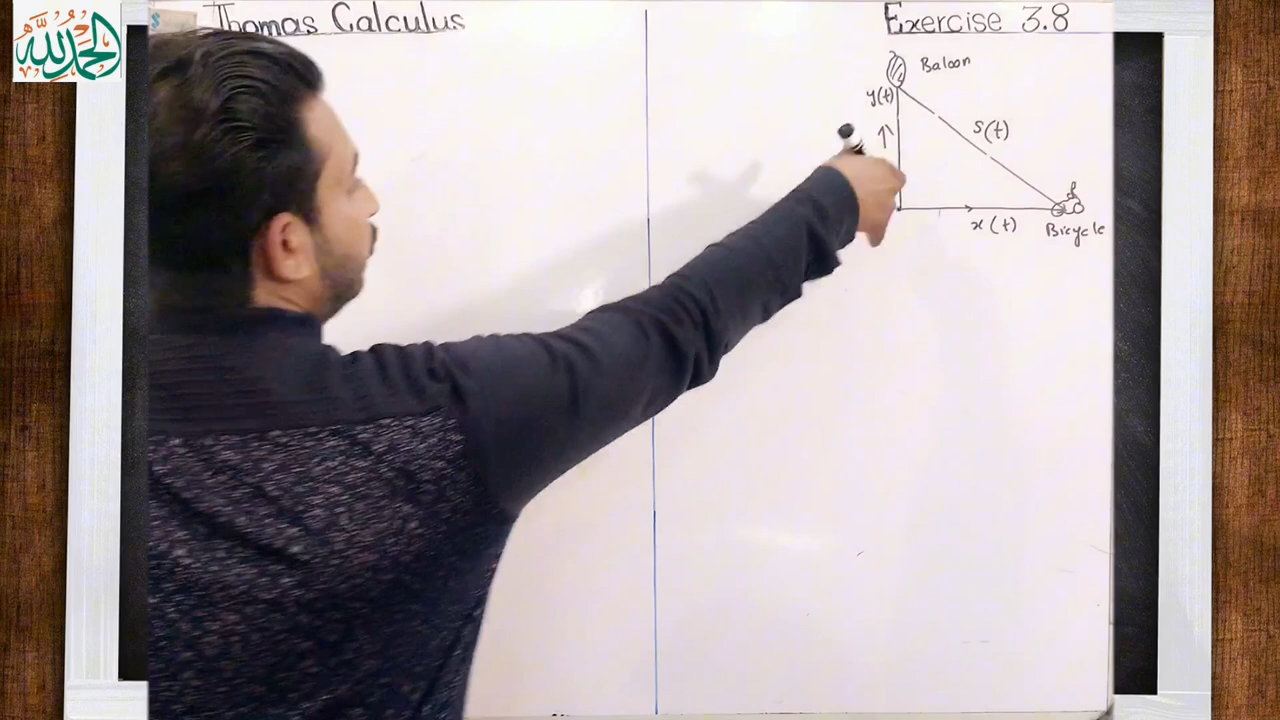 الحمد لله
Thomas Calculus
Exercise 3.8
Baloon
y(t)
s(t)
x(t)
Bicycle